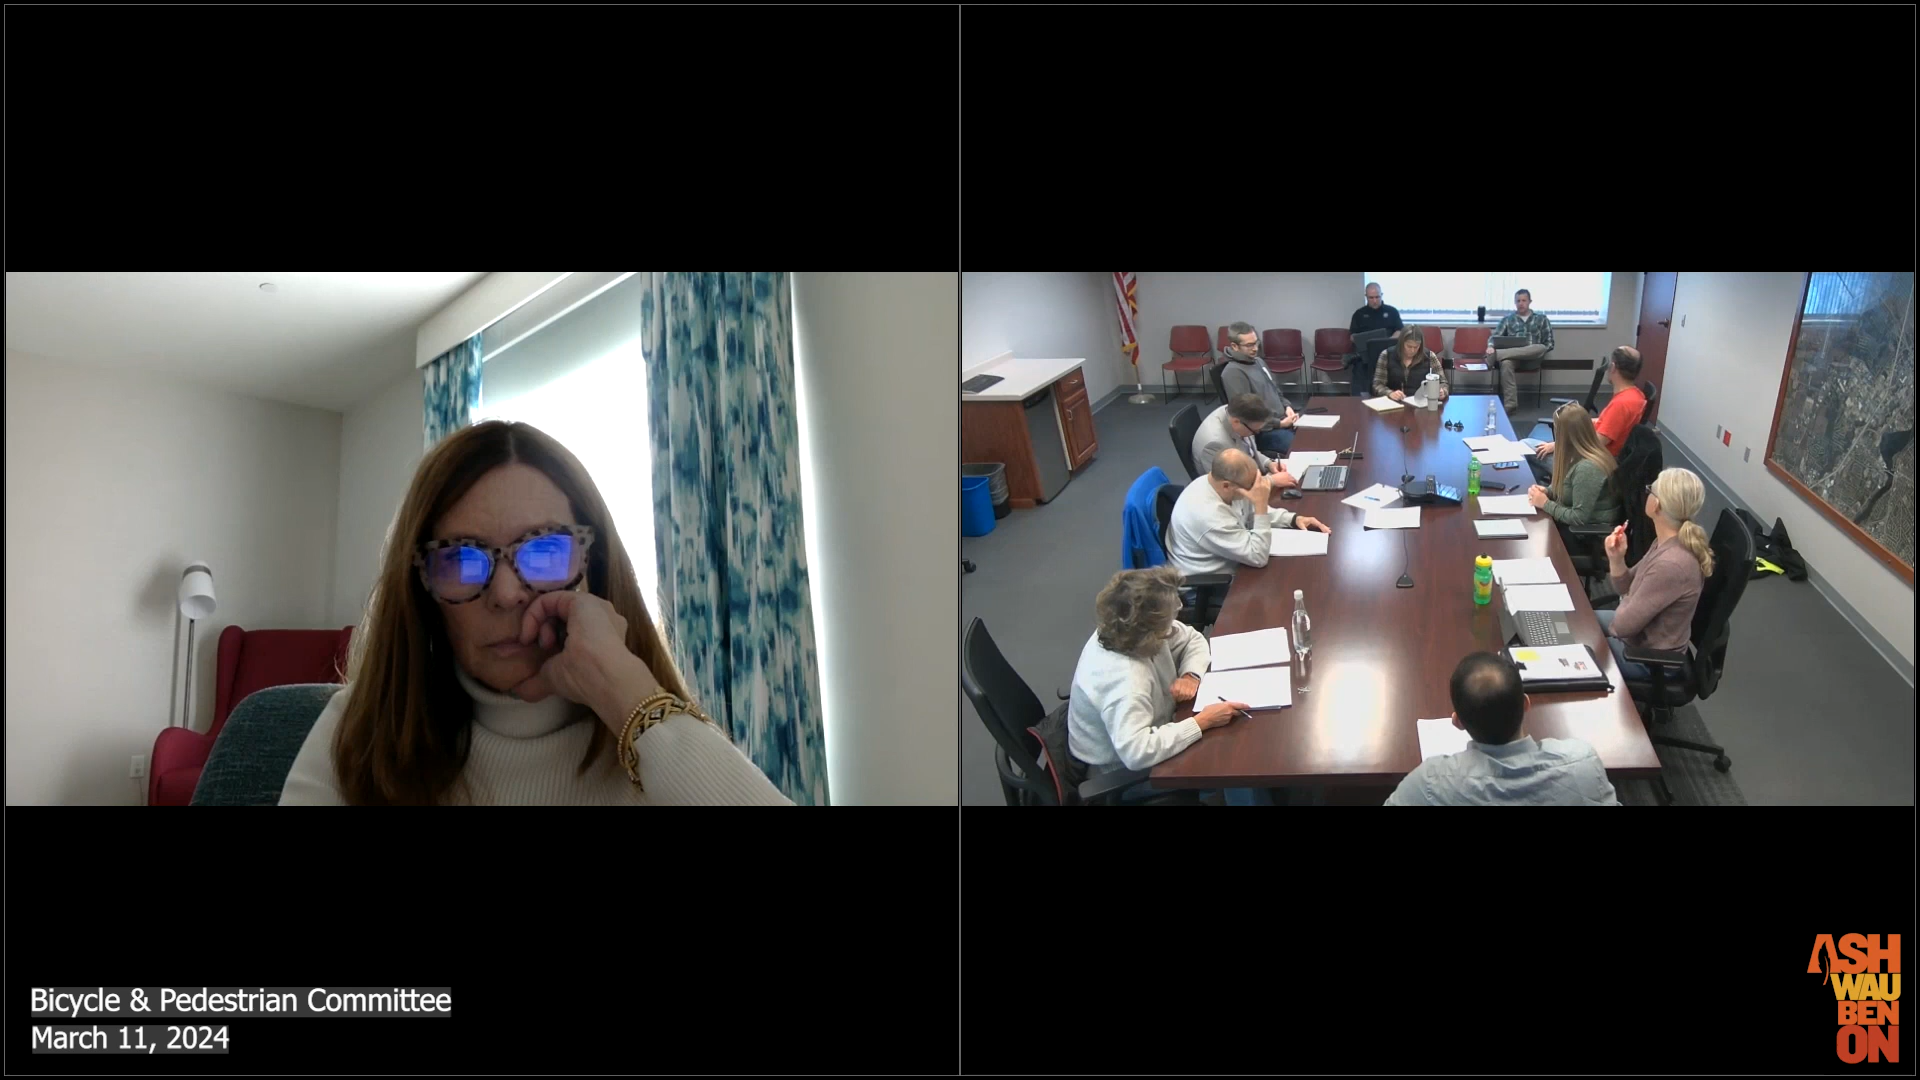 Bicycle & Pedestrian Committee
March 11, 2024
ASH
WAU
BEN
ON